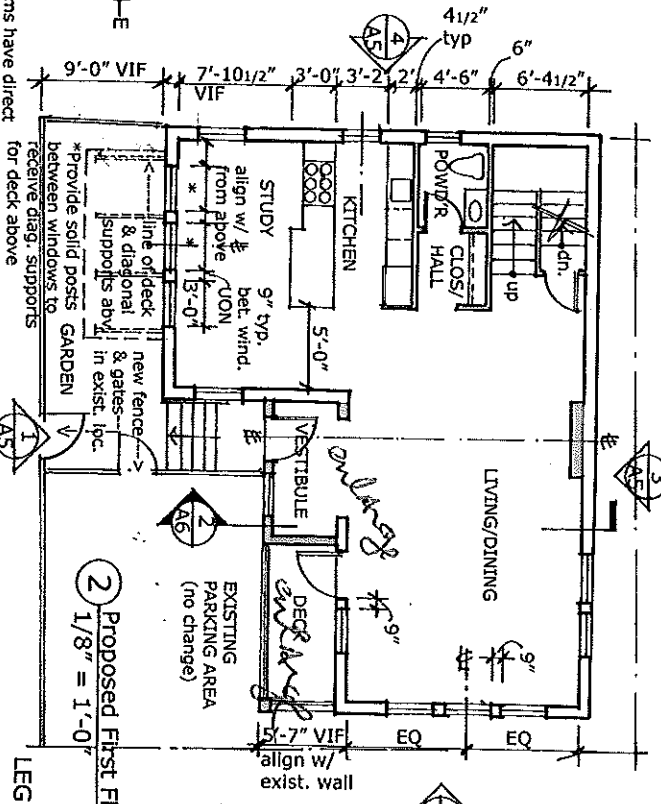 4
A5
4 1/2"
typ
6"
9'-0" VIF
7'-10 1/2"
VIF
3'-0"
3'-2"
2'
4'-6"
6'-4 1/2"
ms have direct
*Provide solid posts
between windows to
receive diag. supports
for deck above
GARDEN
<-----line of deck
& diagonal
supports abv
new fence-->
& gates---
in exist. loc.
STUDY
align w/
from above
UON
*
*
3'-0"
9" typ.
bet. wind.
KITCHEN
5'-0"
POWD'R
CLOS/
HALL
dn.
up
VESTIBULE
LIVING/DINING
enlarge
DECK
enlarge
9"
9"
1
A5
2
A6
3
A5
EXISTING
PARKING AREA
(no change)
2
Proposed First Fl
1/8" = 1'-0"
5'-7" VIF
align w/
exist. wall
EQ
EQ
LEG